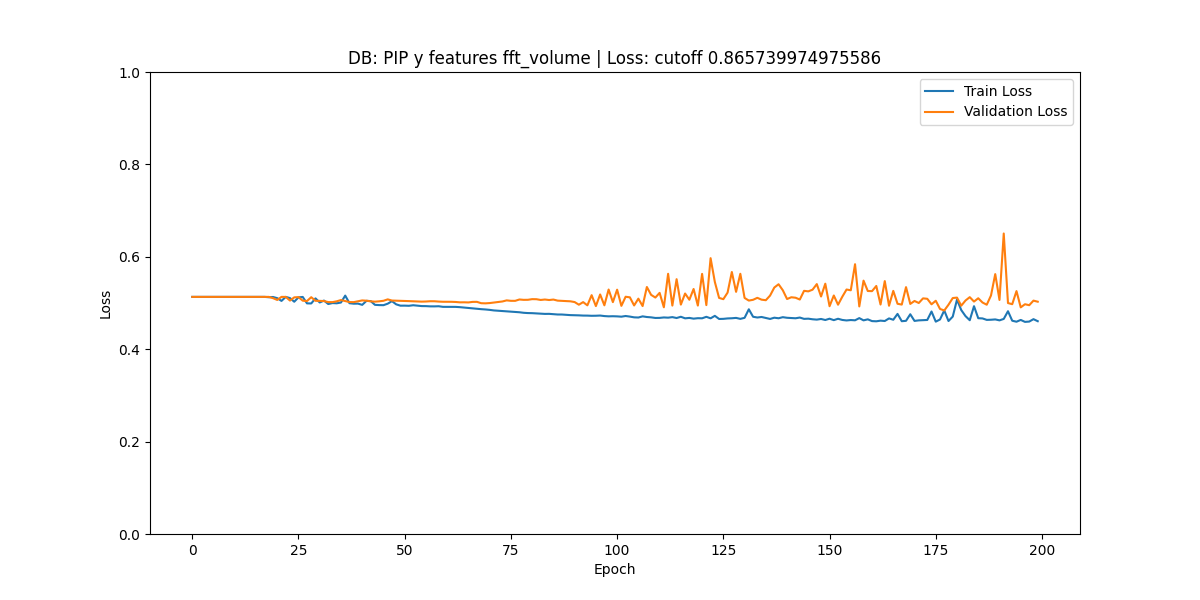 DB: PIP y features fft_volume | Loss: cutoff 0.865739974975586
1.0
0.8
0.6
0.4
0.2
0.0
Loss
Train Loss
Validation Loss
0 25 50 75 100 125 150 175 200
Epoch